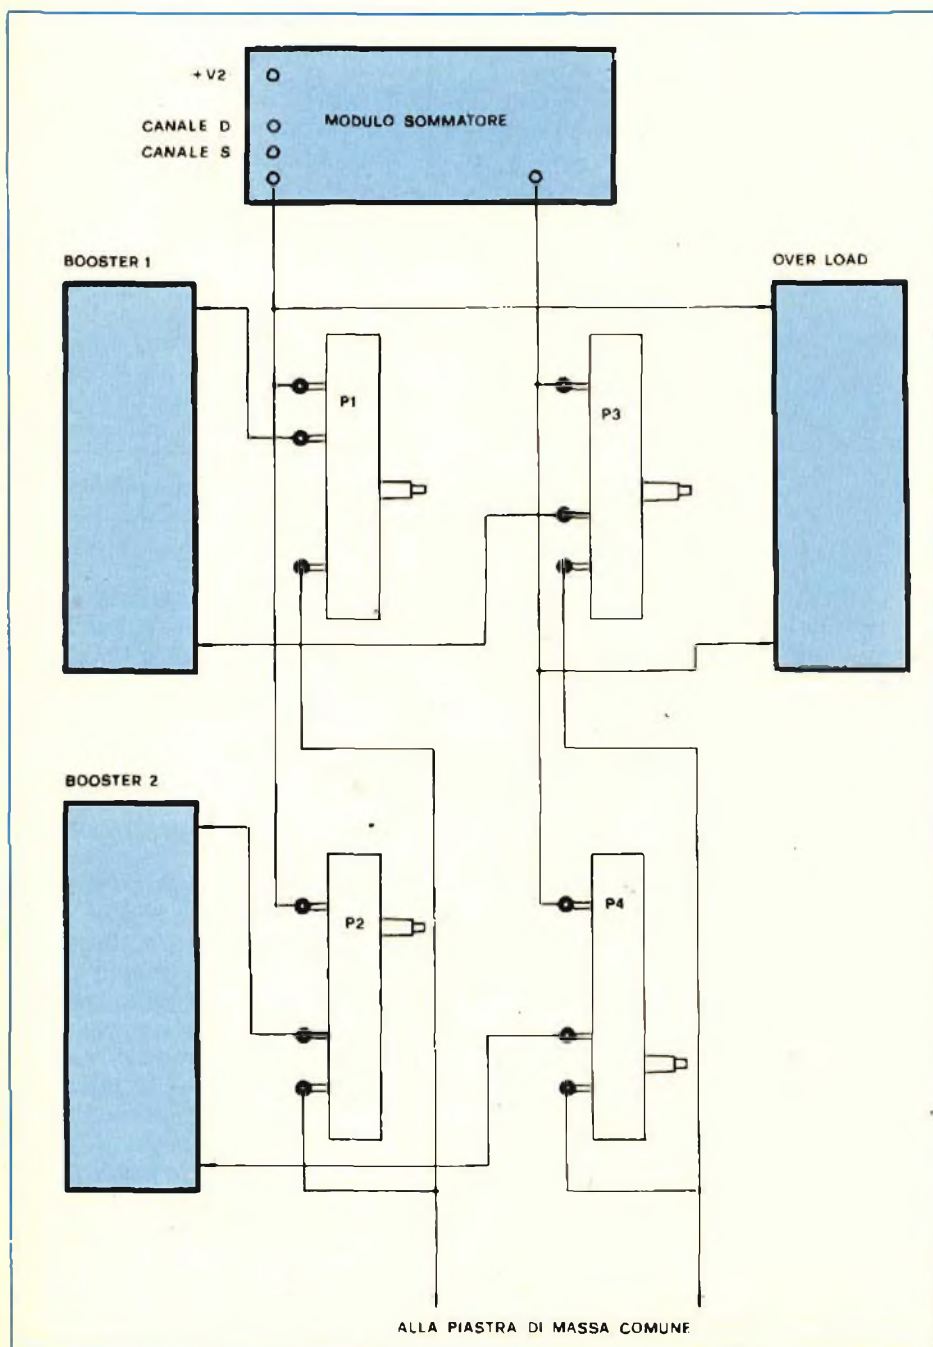 + V2
MODULO SOMMATORE
CANALE D
CANALE S
BOOSTER 1
OVER LOAD
P1
P3
BOOSTER 2
P2
P4
ALLA PIASTRA DI MASSA COMUNE